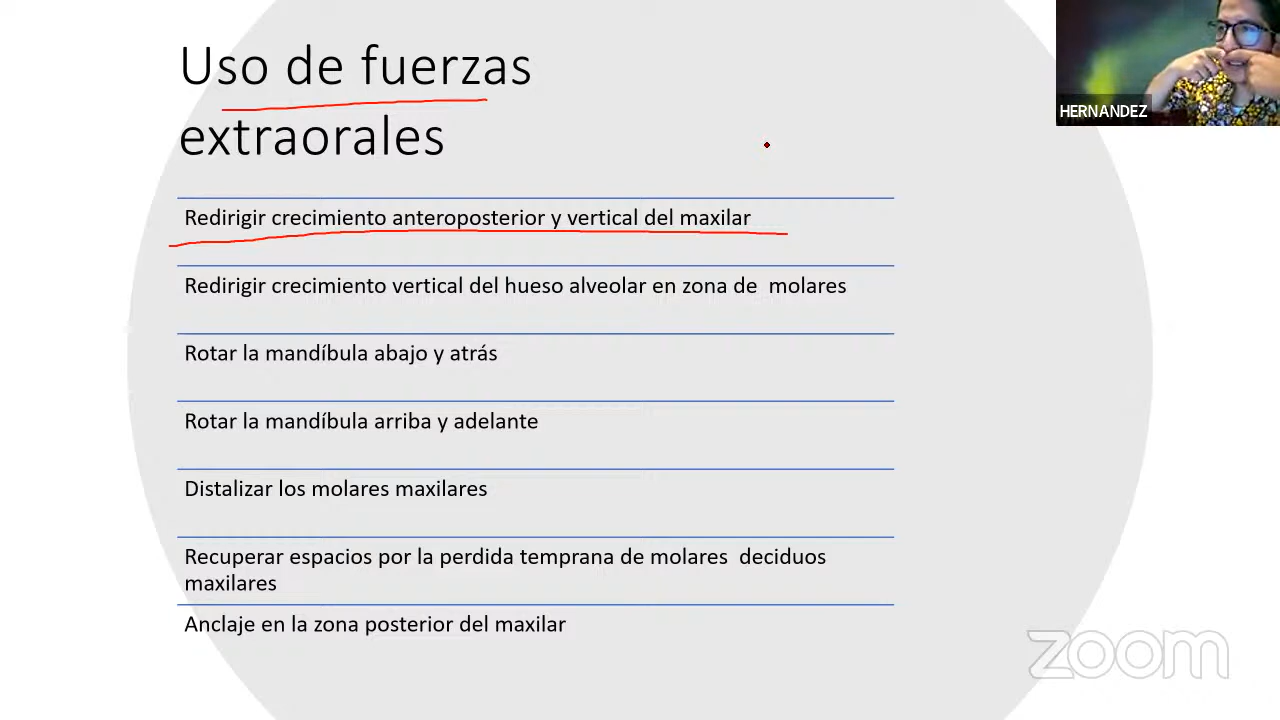 Uso de fuerzas
extraorales
HERNANDEZ
Redirigir crecimiento anteroposterior y vertical del maxilar
Redirigir crecimiento vertical del hueso alveolar en zona de  molares
Rotar la mandíbula abajo y atrás
Rotar la mandíbula arriba y adelante
Distalizar los molares maxilares
Recuperar espacios por la perdida temprana de molares  deciduos
maxilares
Anclaje en la zona posterior del maxilar
zoom